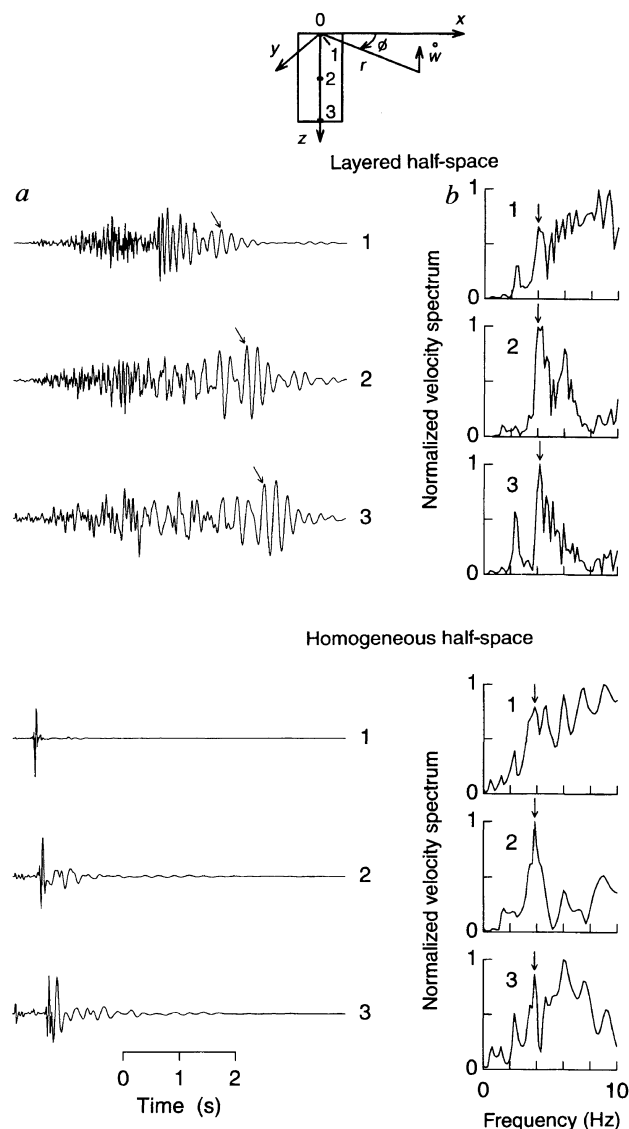 0
x
y
1
ϕ
ẘ
r
2
3
z
Layered half-space
a
b
1
2
3
Normalized velocity spectrum
1
1
0
1
2
0
1
3
0
Homogeneous half-space
1
2
3
0 1 2
Time (s)
Normalized velocity spectrum
1
1
0
1
2
0
1
3
0
0 10
Frequency (Hz)